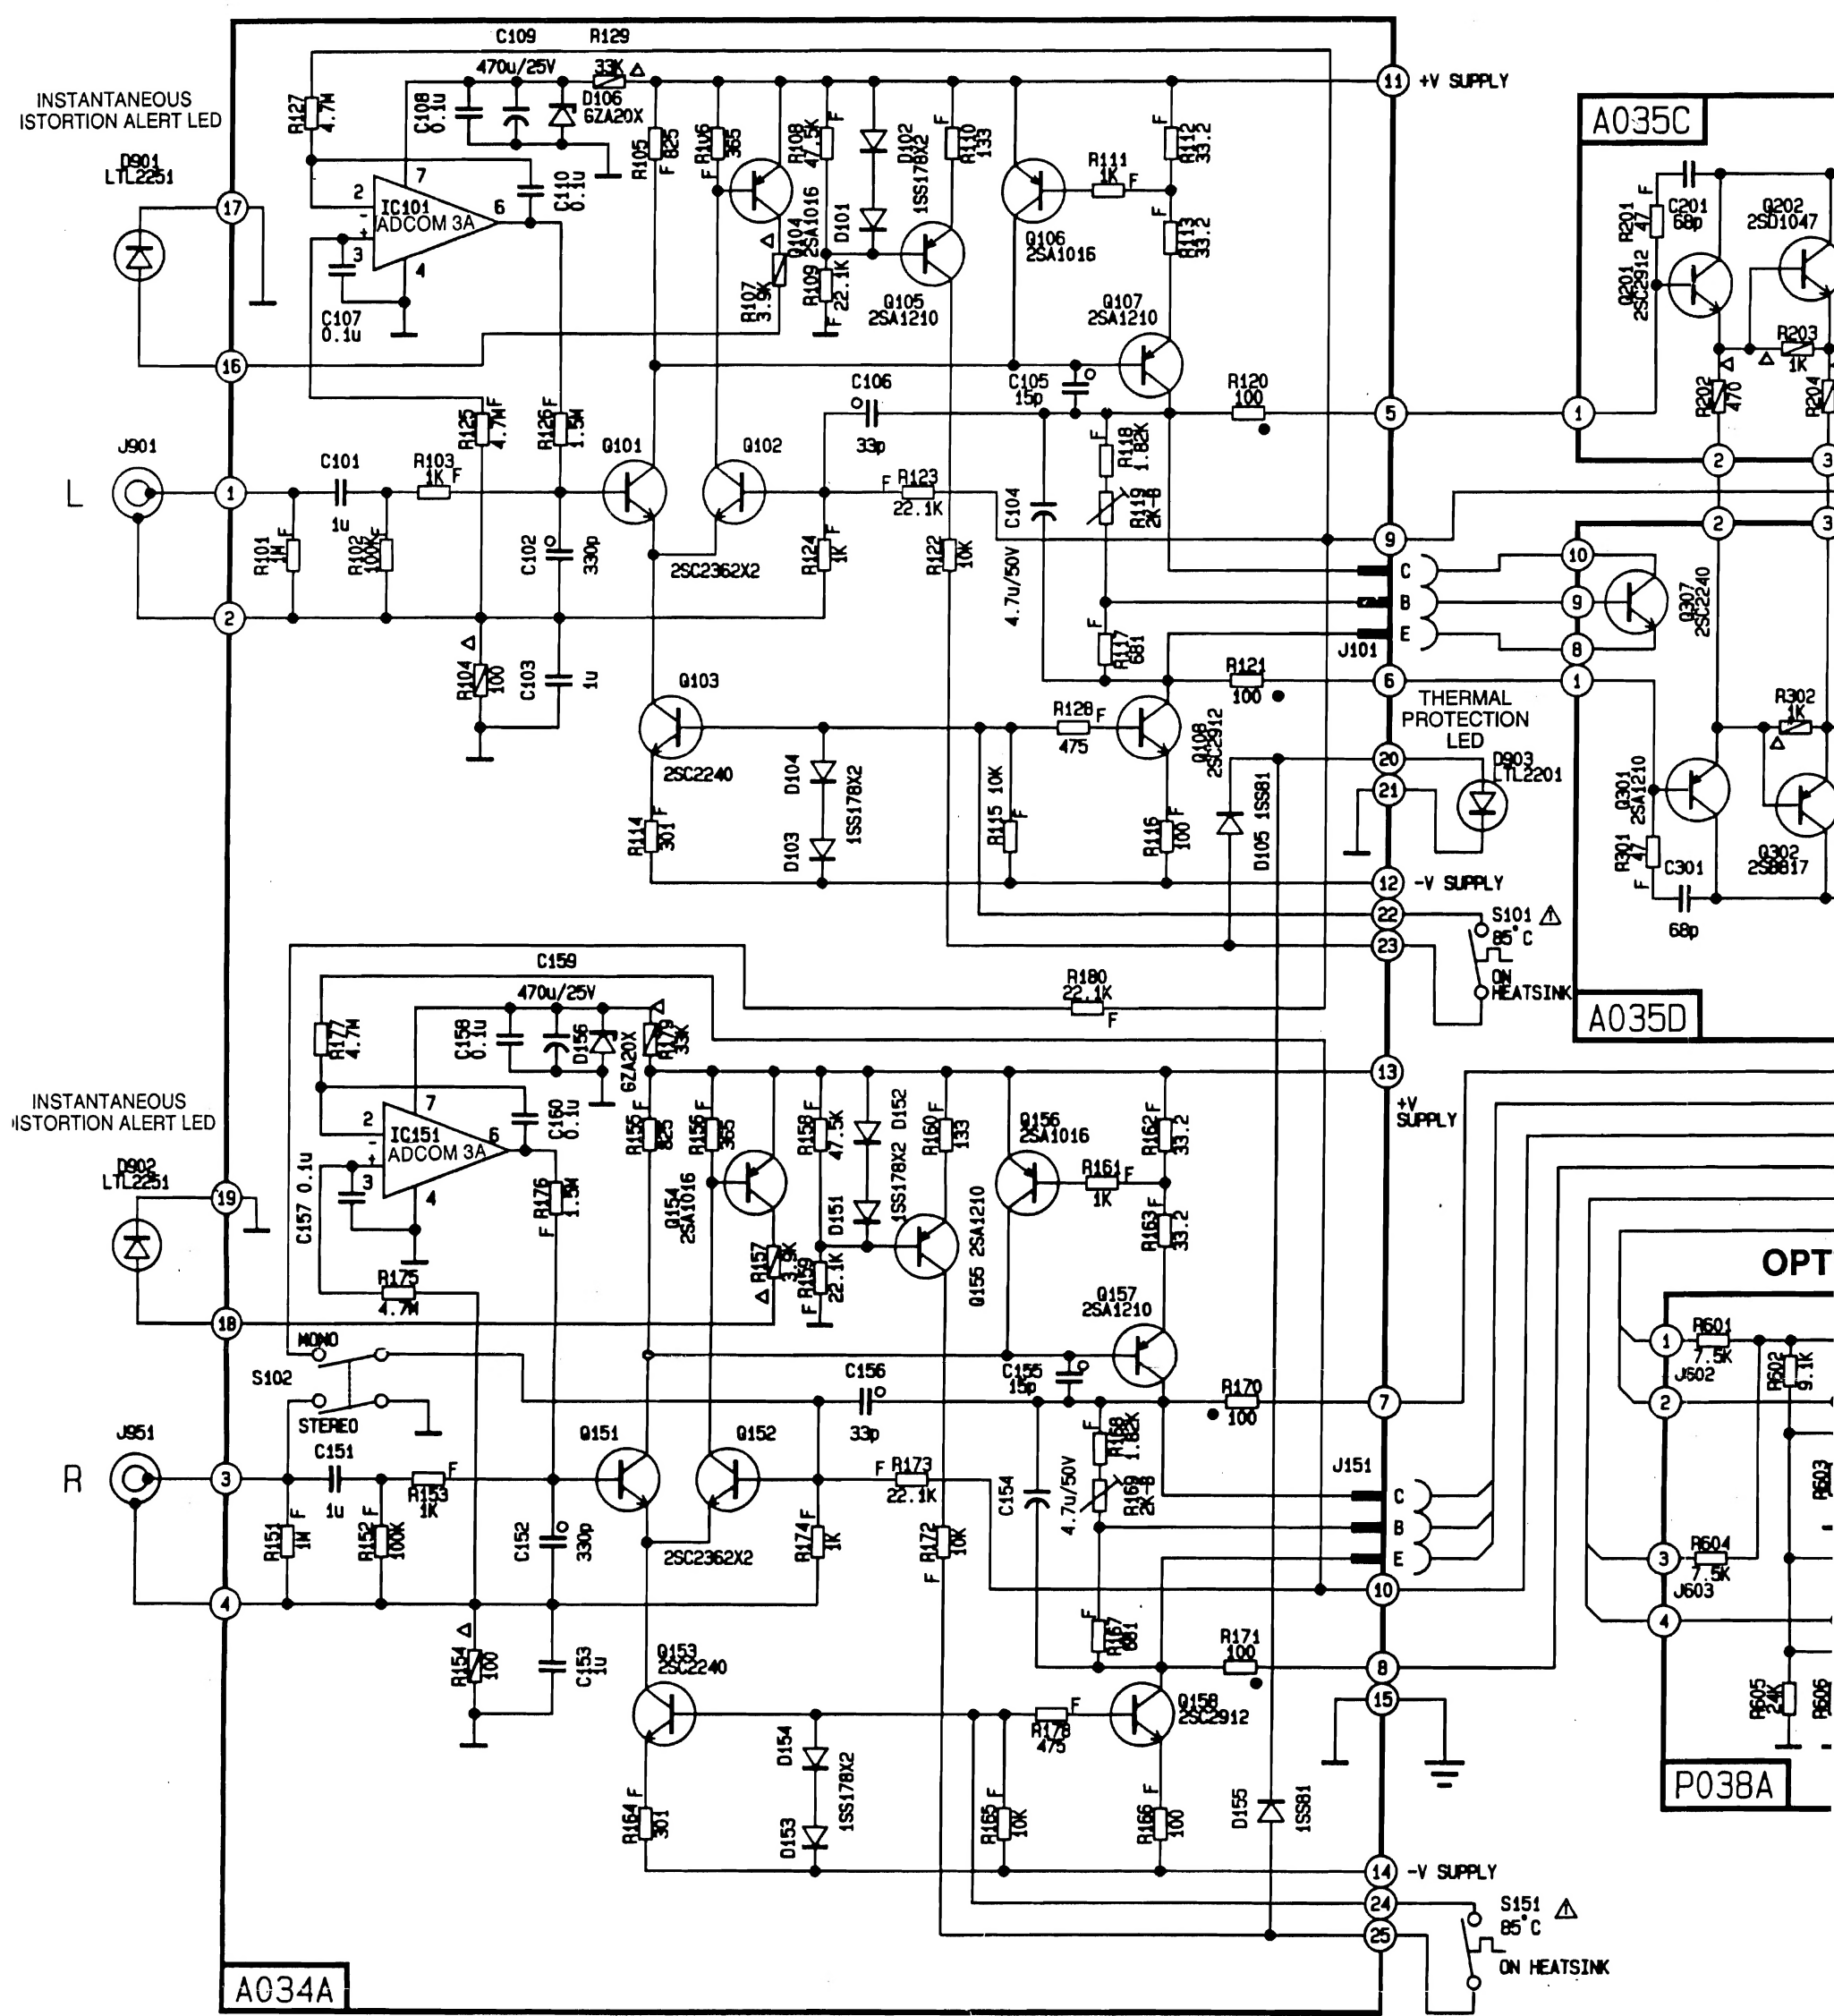 C109
R129
470u/25V
33K
INSTANTANEOUS
ISTORTION ALERT LED
D901
LTL2251
R127
4.7M
C108
0.1u
D106
GZA20X
R105
825
F
R106
365
F
R108
47.5K
F
D102
1SS178X2
R110
133
F
R112
33.2
F
11
+V SUPPLY
A035C
R111
1K
F
2
7
IC101
ADCOM 3A
6
3
4
C110
0.1u
C107
0.1u
Q104
2SA1016
D101
R107
3.9K
R109
22.1K
F
Q105
2SA1210
Q106
2SA1016
R113
33.2
F
Q107
2SA1210
17
16
R201
47
F
C201
68p
Q201
2SC2912
Q202
2SD1047
R203
1K
R202
470
R204
C106
33p
C105
15p
R120
100
5
1
J901
L
1
C101
1u
R103
1K
F
R125
4.7M
F
R126
1.5M
F
Q101
Q102
2SC2362X2
R123
22.1K
F
R118
1.82K
F
R119
2K-B
C104
4.7u/50V
2
3
2
3
9
R101
1M
F
R102
100K
F
C102
330p
R124
1K
F
R122
10K
C
B
E
J101
10
9
8
1
Q307
2SC2240
2
R104
100
C103
1u
R117
681
F
R121
100
6
Q103
2SC2240
R128
475
F
Q108
2SC2912
THERMAL
PROTECTION
LED
D903
LTL2201
20
21
R302
1K
Q301
2SA1210
Q302
2SB817
R301
47
F
C301
68p
D104
D103
1SS178X2
R114
301
F
R115
10K
F
R116
100
F
D105
1SS81
12
-V SUPPLY
22
23
S101
85°C
ON
HEATSINK
A035D
C159
470u/25V
R180
22.1K
F
R177
4.7M
C158
0.1u
D156
GZA20X
R179
33K
13
+V
SUPPLY
INSTANTANEOUS
ISTORTION ALERT LED
D902
LTL2251
2
7
IC151
ADCOM 3A
6
3
4
C160
0.1u
C157 0.1u
R155
825
F
R156
365
F
R158
47.5K
F
D152
1SS178X2
D151
R160
133
F
Q156
2SA1016
R162
33.2
F
R161
1K
F
R163
33.2
F
R176
1.5M
F
Q154
2SA1016
R157
R159
22.1K
F
Q155 2SA1210
Q157
2SA1210
19
18
R175
4.7M
MONO
S102
STEREO
OPT
1
R601
7.5K
J602
R602
9.1K
2
C156
33p
C155
15p
R170
100
7
J951
R
3
C151
1u
R153
1K
F
Q151
Q152
2SC2362X2
R173
22.1K
F
C154
4.7u/50V
R168
1.82K
F
R169
2K-B
J151
C
B
E
R603
R151
1M
F
R152
100K
F
C152
330p
R174
1K
F
R172
10K
F
3
R604
7.5K
J603
4
4
10
R154
100
C153
1u
R167
681
F
R171
100
8
15
Q153
2SC2240
R178
475
F
Q158
2SC2912
R605
24K
R606
P038A
D154
D153
1SS178X2
R164
301
F
R165
10K
F
R166
100
F
D155
1SS81
14
-V SUPPLY
24
25
S151
85°C
ON HEATSINK
A034A